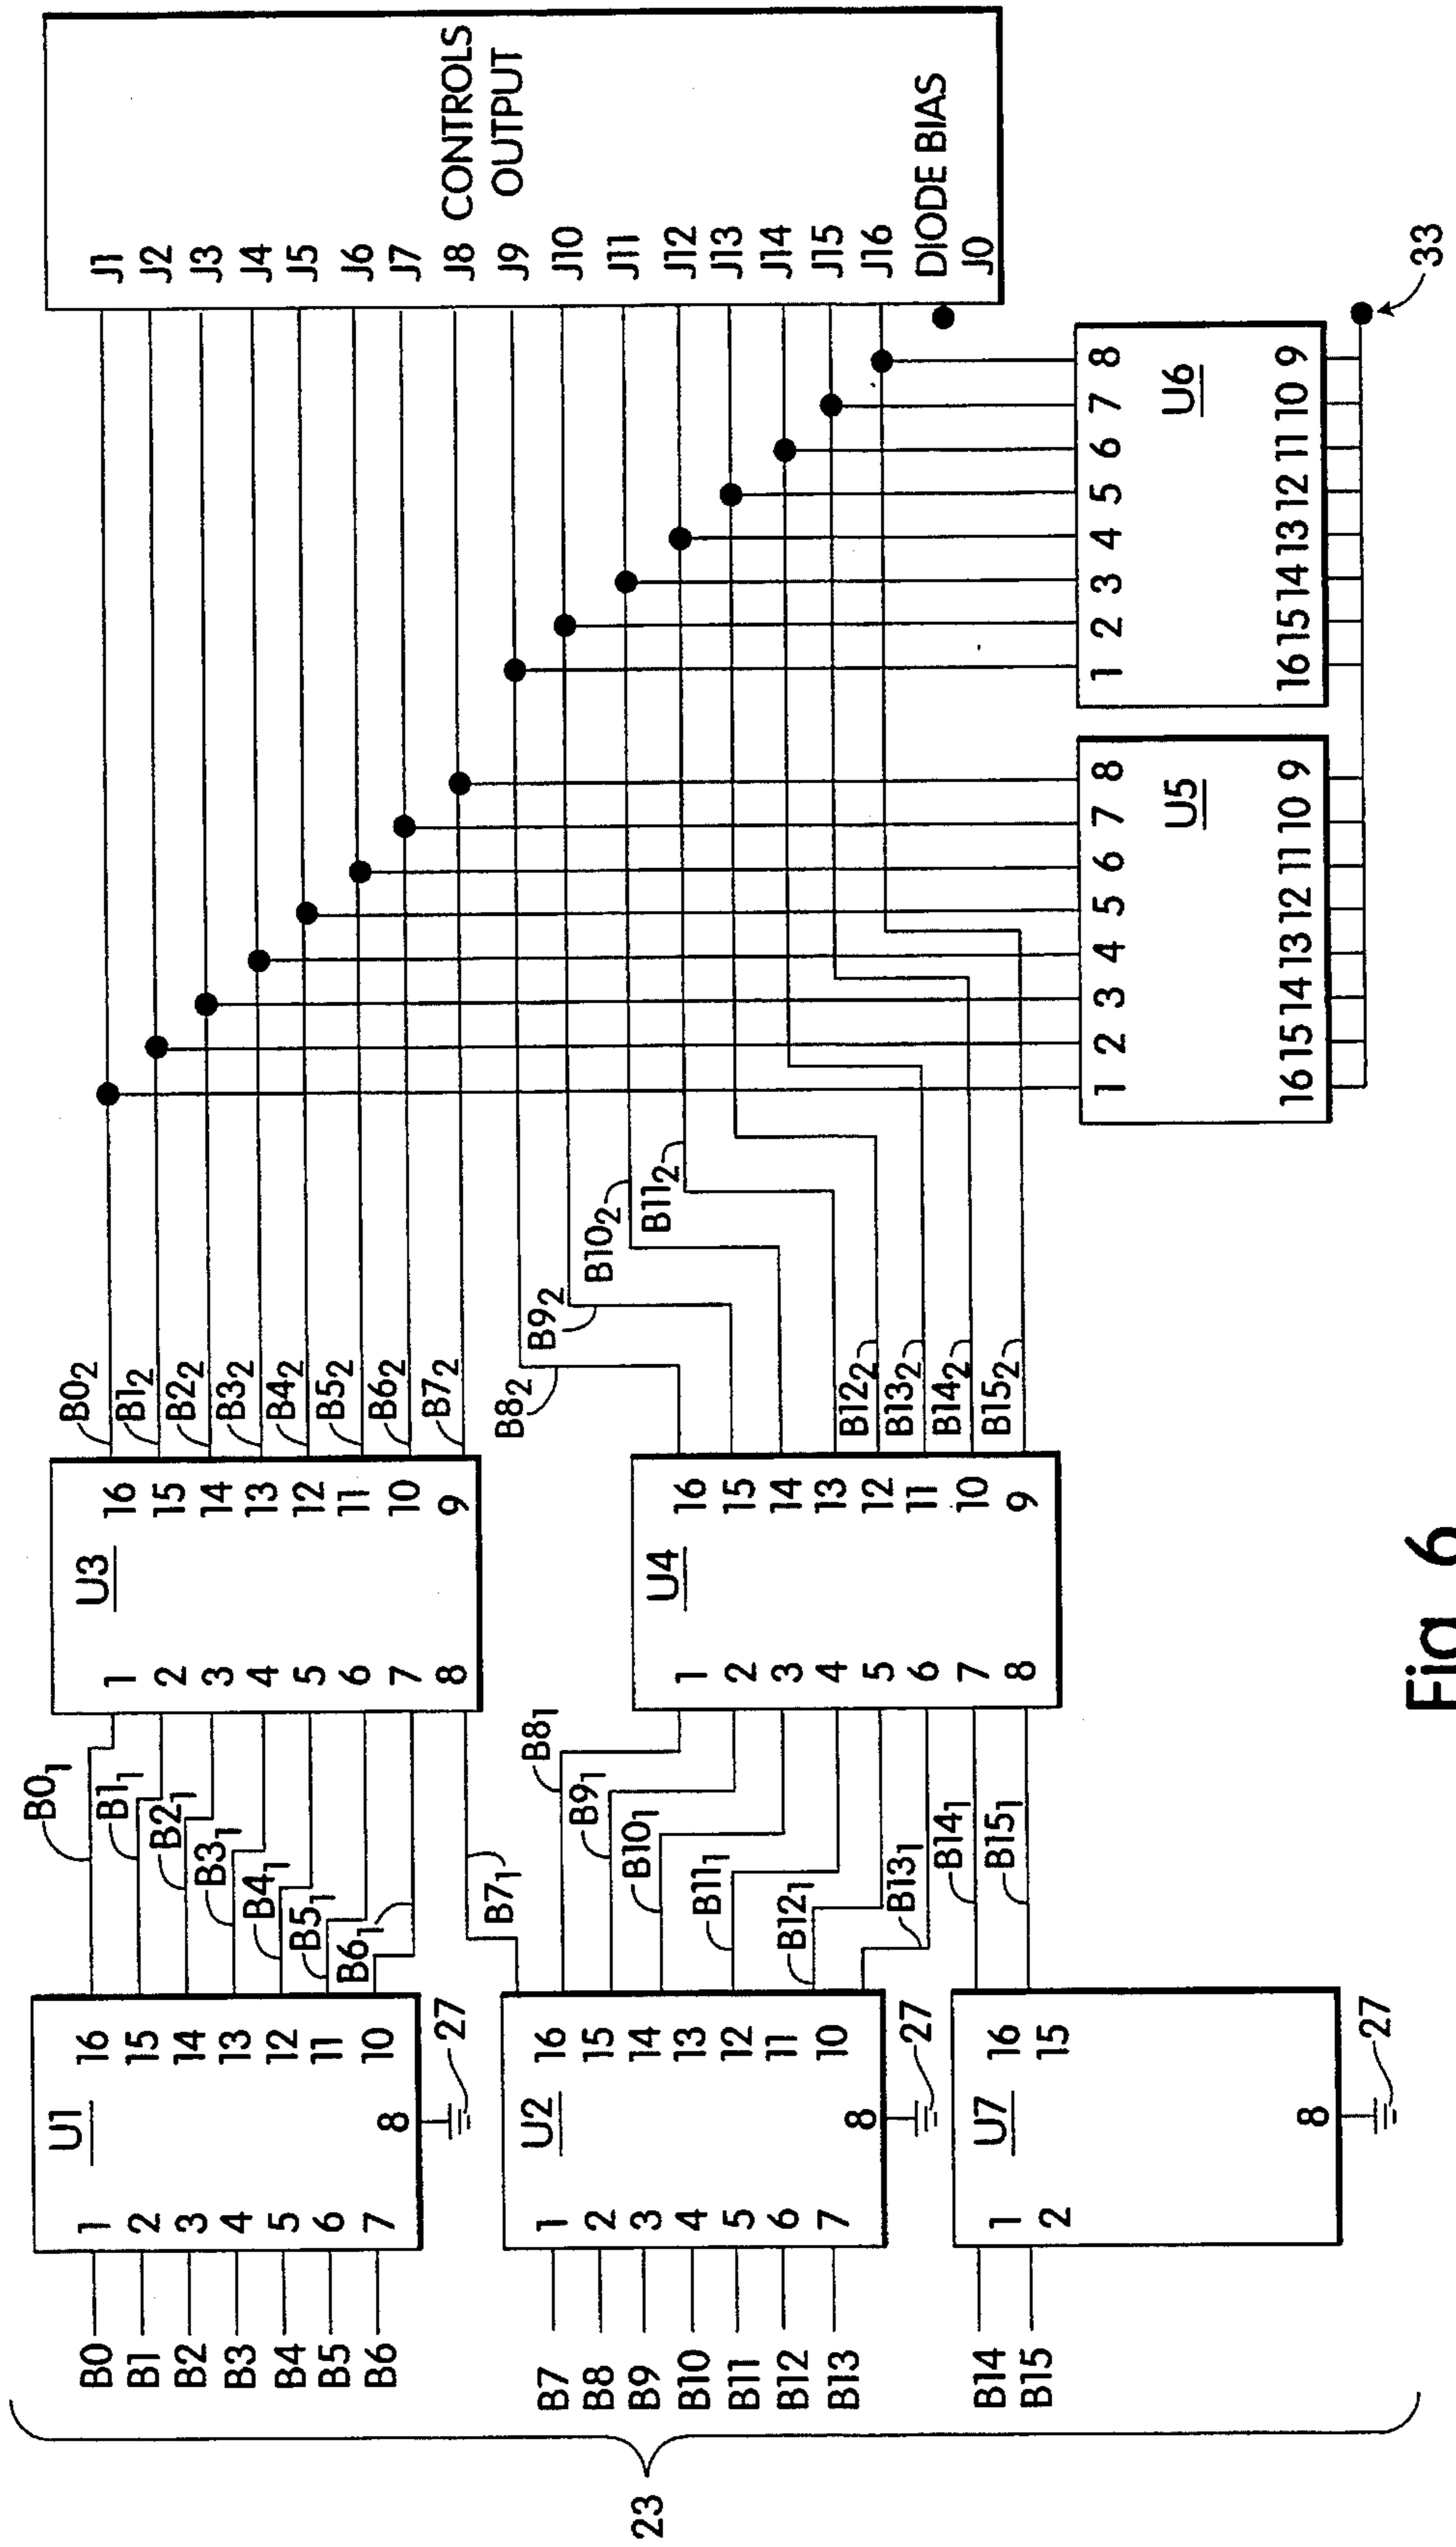 23
B0
B1
B2
B3
B4
B5
B6
B7
B8
B9
B10
B11
B12
B13
B14
B15
U1
1 16
2 15
3 14
4 13
5 12
6 11
7 10
8
27
U2
1 16
2 15
3 14
4 13
5 12
6 11
7 10
8
27
U7
1 16
2 15
8
27
B0₁
B1₁
B2₁
B3₁
B4₁
B5₁
B6₁
B7₁
B8₁
B9₁
B10₁
B11₁
B12₁
B13₁
B14₁
B15₁
U3
1 16
2 15
3 14
4 13
5 12
6 11
7 10
8 9
U4
1 16
2 15
3 14
4 13
5 12
6 11
7 10
8 9
B0₂
B1₂
B2₂
B3₂
B4₂
B5₂
B6₂
B7₂
B8₂
B9₂
B10₂
B11₂
B12₂
B13₂
B14₂
B15₂
1 2 3 4 5 6 7 8
U5
16 15 14 13 12 11 10 9
1 2 3 4 5 6 7 8
U6
16 15 14 13 12 11 10 9
33
J1
J2
J3
J4
J5
J6
J7
J8
J9
J10
J11
J12
J13
J14
J15
J16
CONTROLS
OUTPUT
DIODE BIAS
J0
Fig. 6